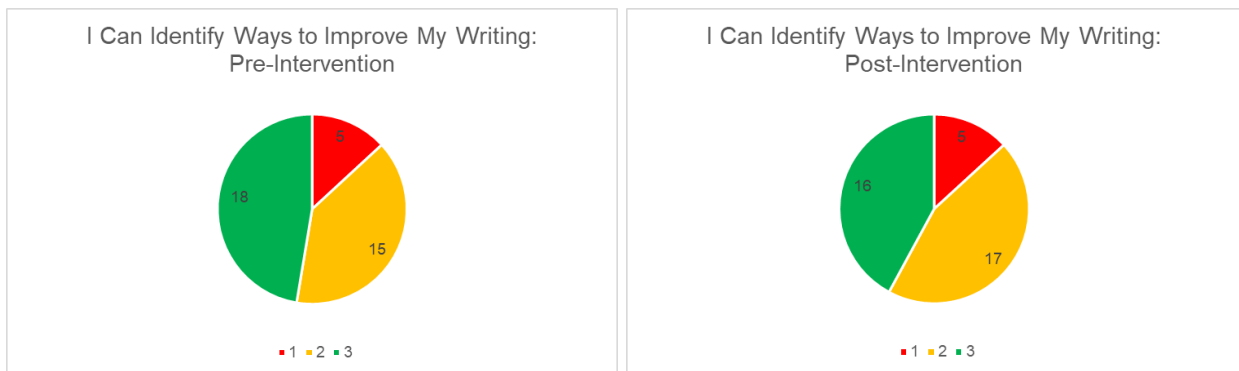 I Can Identify Ways to Improve My Writing:
Pre-Intervention
5
18
15
1 2 3
I Can Identify Ways to Improve My Writing:
Post-Intervention
5
16
17
1 2 3